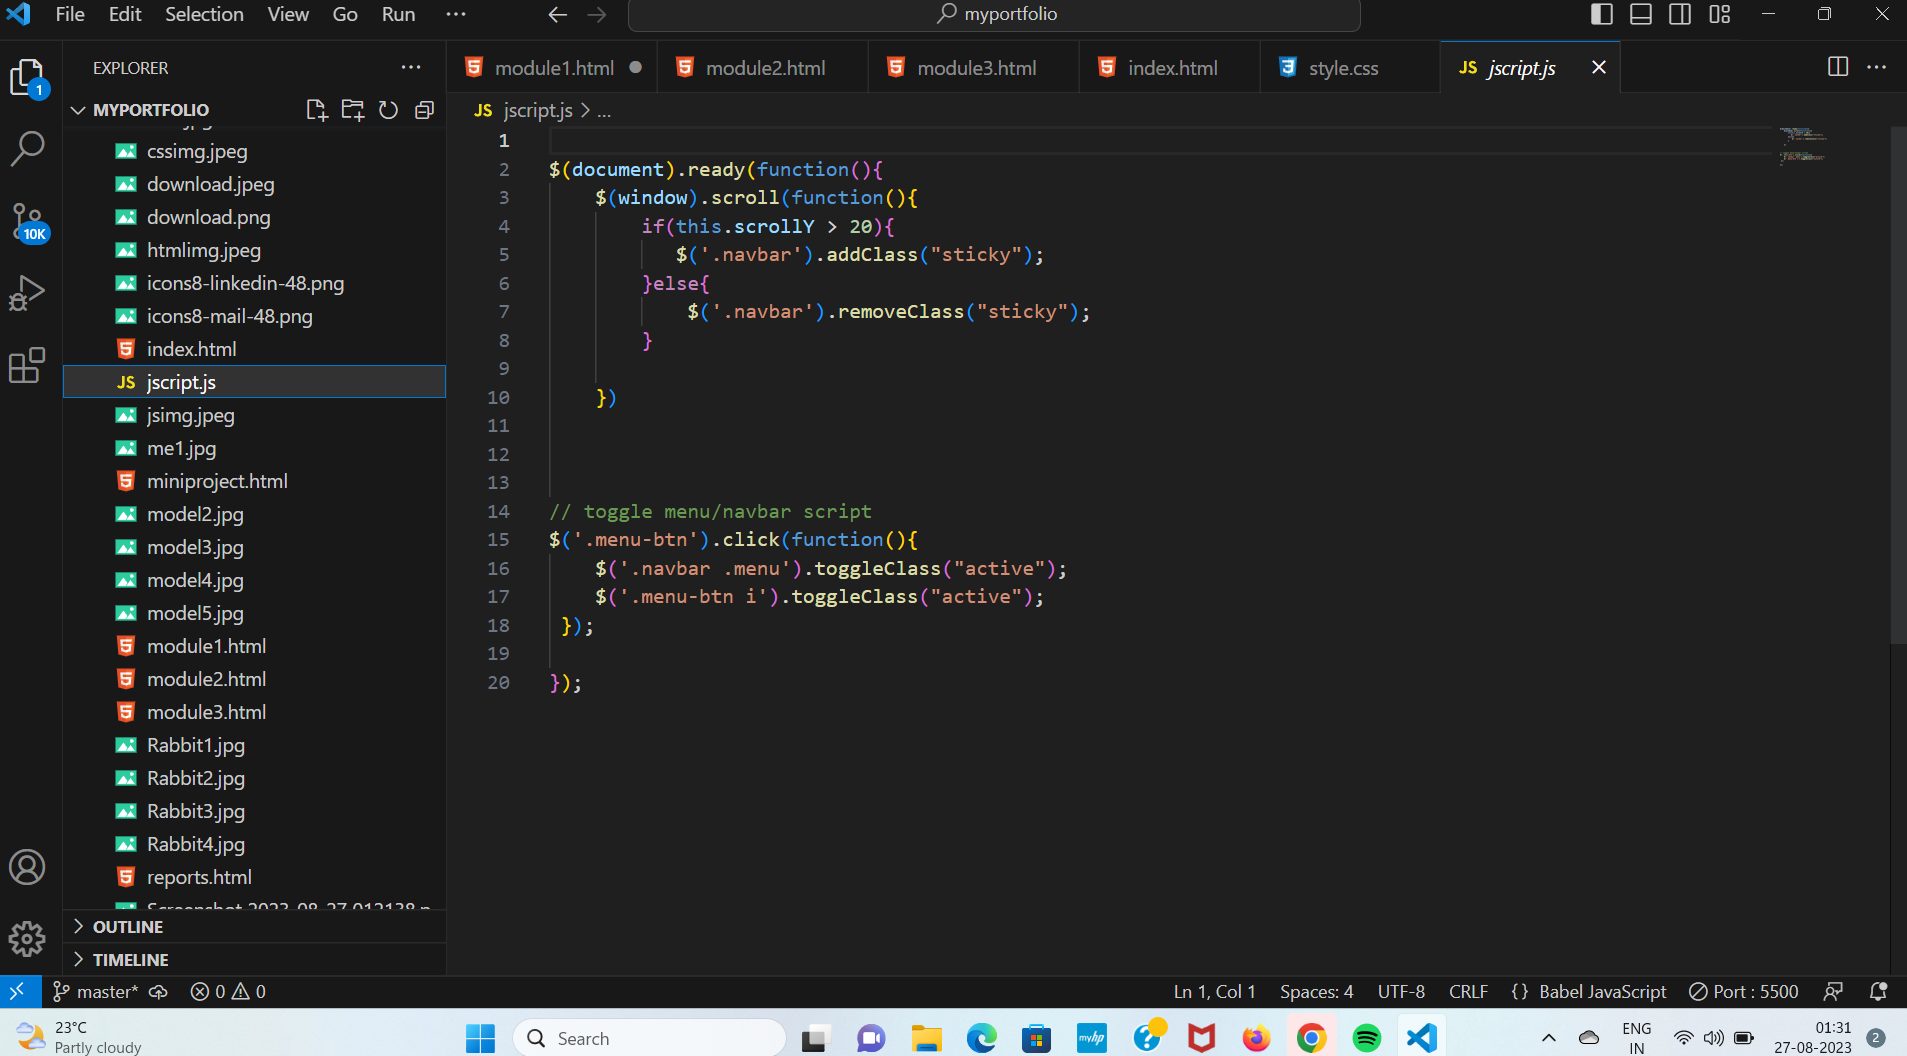 File Edit Selection View Go Run ···
myportfolio
EXPLORER ···
MYPORTFOLIO
cssimg.jpeg
download.jpeg
download.png
htmlimg.jpeg
icons8-linkedin-48.png
icons8-mail-48.png
index.html
JS jscript.js
jsimg.jpeg
me1.jpg
miniproject.html
model2.jpg
model3.jpg
model4.jpg
model5.jpg
module1.html
module2.html
module3.html
Rabbit1.jpg
Rabbit2.jpg
Rabbit3.jpg
Rabbit4.jpg
reports.html
OUTLINE
TIMELINE
1
10K
module1.html module2.html module3.html index.html style.css JS jscript.js
JS jscript.js > ...
1
2 $(document).ready(function(){
3 $(window).scroll(function(){
4 if(this.scrollY > 20){
5 $('.navbar').addClass("sticky");
6 }else{
7 $('.navbar').removeClass("sticky");
8 }
9
10 })
11
12
13
14 // toggle menu/navbar script
15 $('.menu-btn').click(function(){
16 $('.navbar .menu').toggleClass("active");
17 $('.menu-btn i').toggleClass("active");
18 });
19
20 });
master* 0 0 Ln 1, Col 1 Spaces: 4 UTF-8 CRLF {} Babel JavaScript Port : 5500
23°C
Partly cloudy
Search
myhp
ENG
IN
01:31
27-08-2023
2